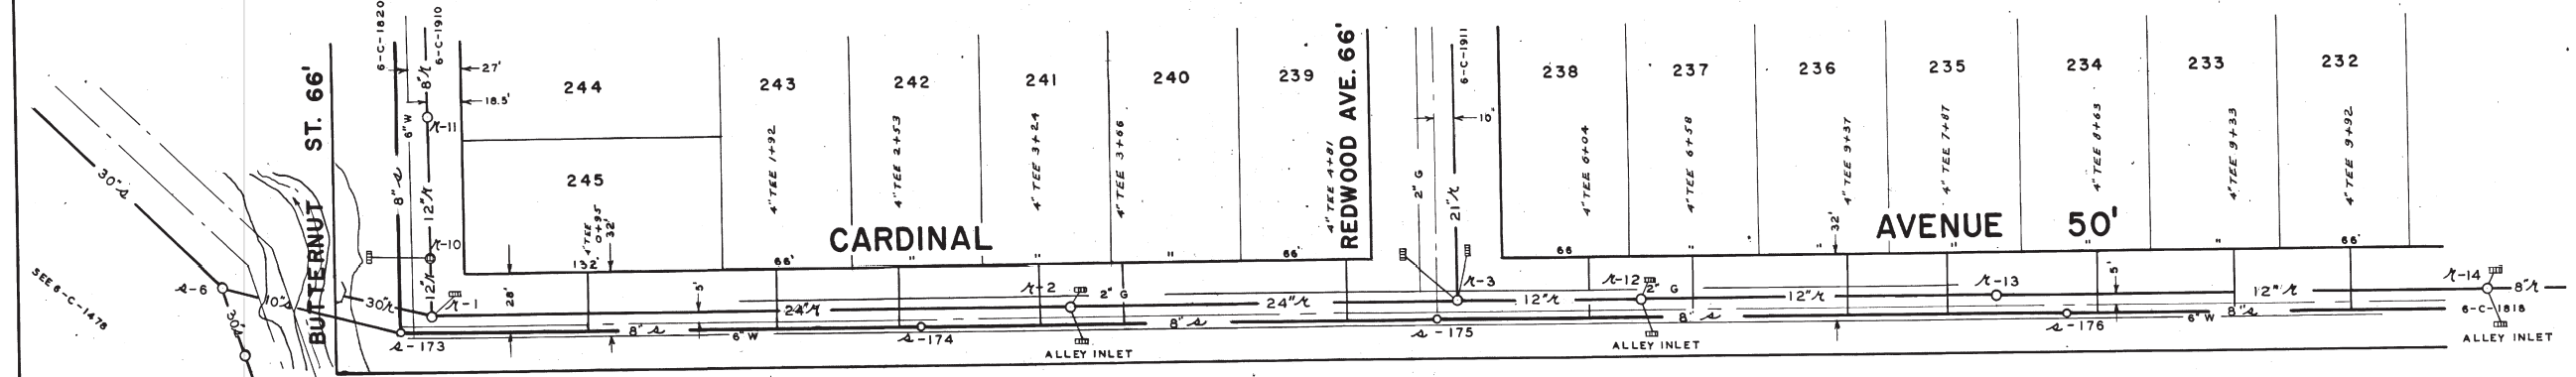 6-C-1820
6-C-1910
8"r
27'
18.5'
r-11
6"W
8"s
12"r
r-10
12"r
BUTTERNUT ST. 66'
30"s
s-6
10"s
30"s
SEE 6-C-1478
30"r
r-1
s-173
244
245
4" TEE 0+95
32'
132'
28'
243
4" TEE 1+92
66'
242
4" TEE 2+53
"
241
4" TEE 3+24
"
240
4" TEE 3+66
"
239
4" TEE 4+81
66'
CARDINAL
REDWOOD AVE. 66'
2" G
6-C-1911
10"
21"r
238
4" TEE 6+04
66
237
4" TEE 6+58
"
236
4" TEE 9+37
"
32'
235
4" TEE 7+87
"
234
4" TEE 8+63
"
233
4" TEE 9+33
"
232
4" TEE 9+92
66'
AVENUE 50'
5'
24"r
r-2
2" G
24"r
r-3
12"r
r-12
2" G
12"r
r-13
5'
12"r
r-14
8"r
8"s
6"W
s-174
8"s
s-175
8"s
s-176
6"W
8"s
6-C-1818
ALLEY INLET
ALLEY INLET
ALLEY INLET